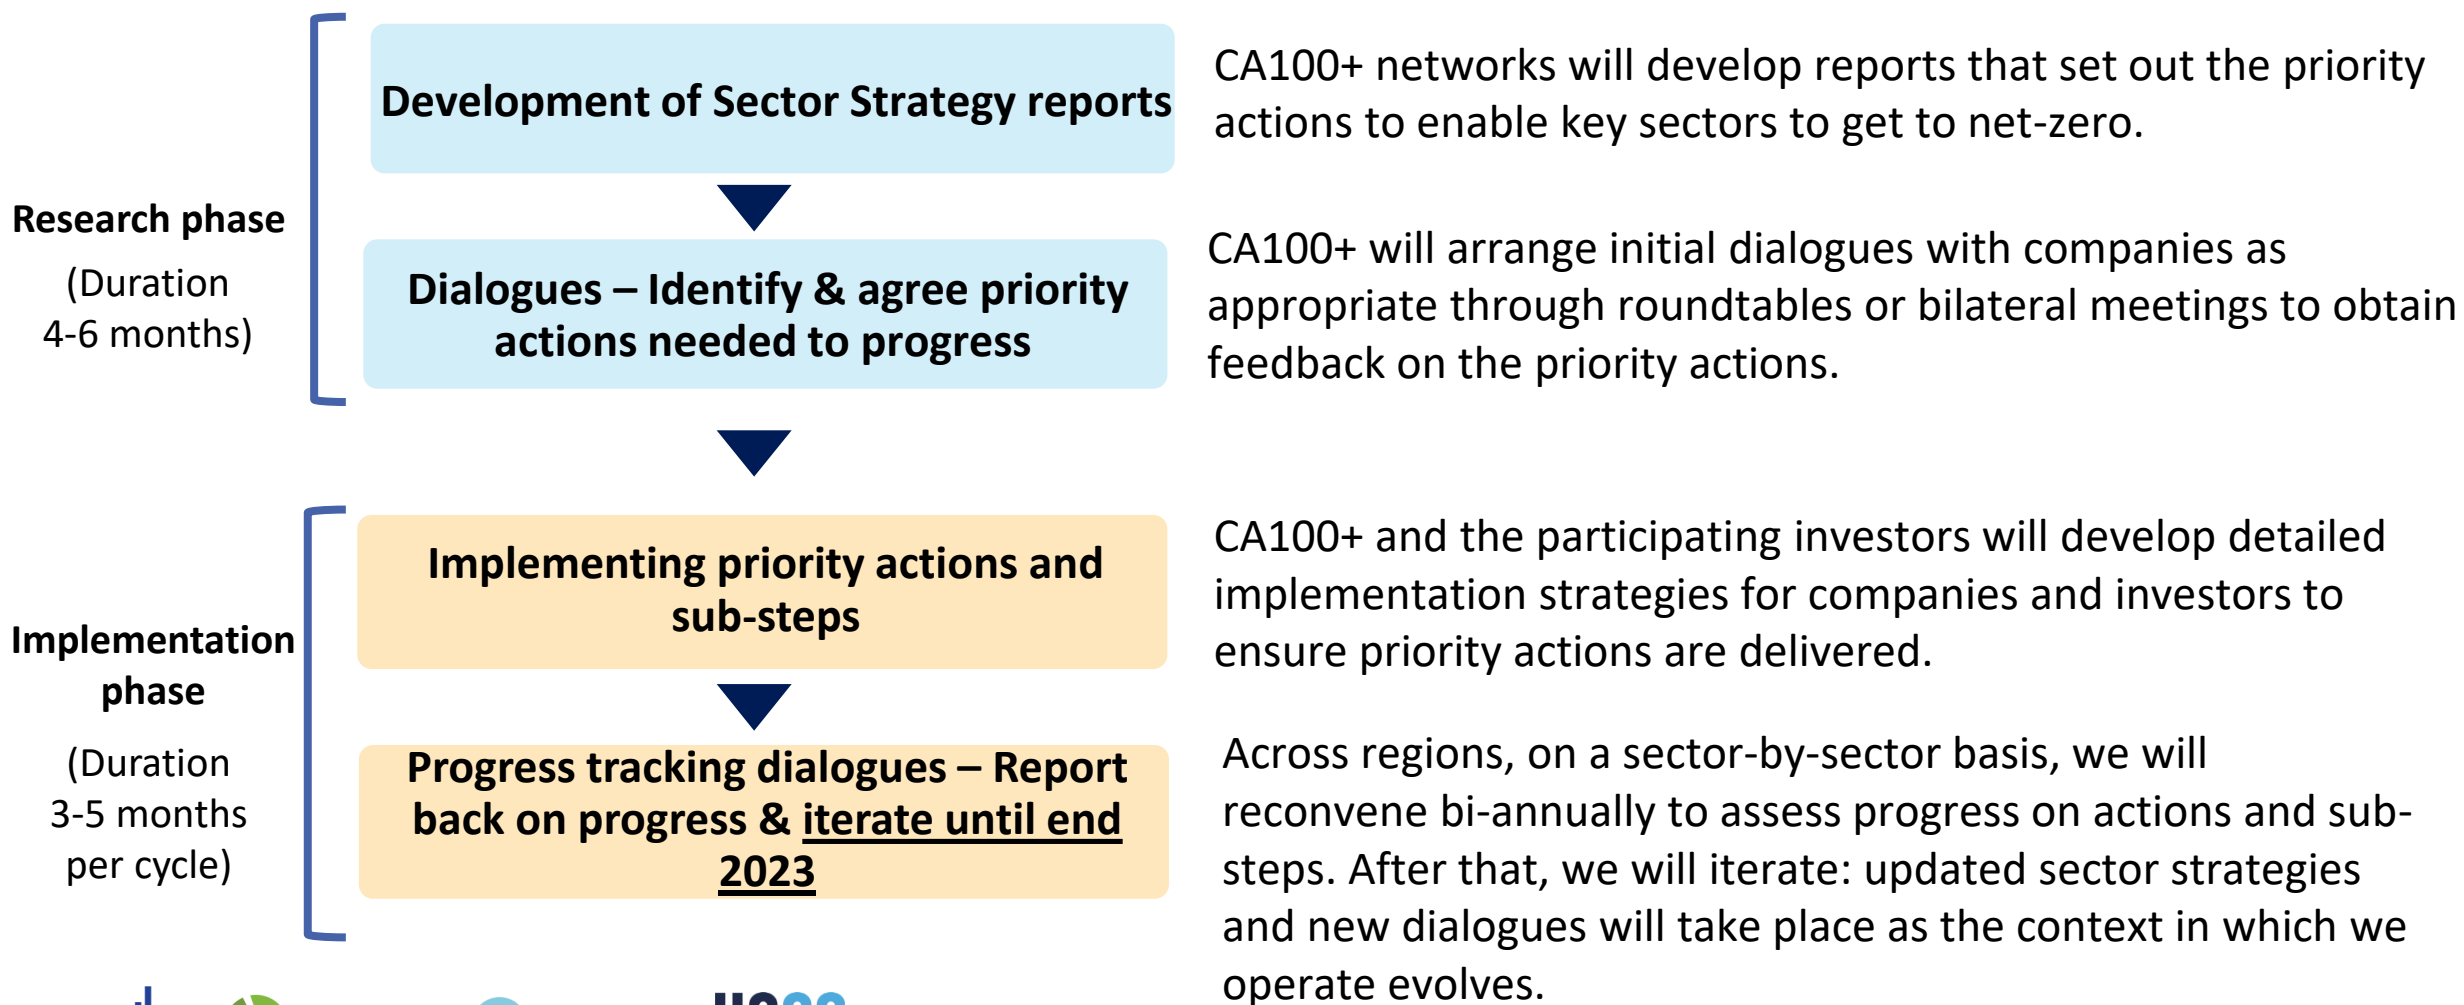 Development of Sector Strategy reports
CA100+ networks will develop reports that set out the priority
actions to enable key sectors to get to net-zero.
Research phase
(Duration
4-6 months)
Dialogues – Identify & agree priority
actions needed to progress
CA100+ will arrange initial dialogues with companies as
appropriate through roundtables or bilateral meetings to obtain
feedback on the priority actions.
Implementing priority actions and
sub-steps
CA100+ and the participating investors will develop detailed
implementation strategies for companies and investors to
ensure priority actions are delivered.
Implementation
phase
(Duration
3-5 months
per cycle)
Progress tracking dialogues – Report
back on progress & iterate until end
2023
Across regions, on a sector-by-sector basis, we will
reconvene bi-annually to assess progress on actions and sub-
steps. After that, we will iterate: updated sector strategies
and new dialogues will take place as the context in which we
operate evolves.